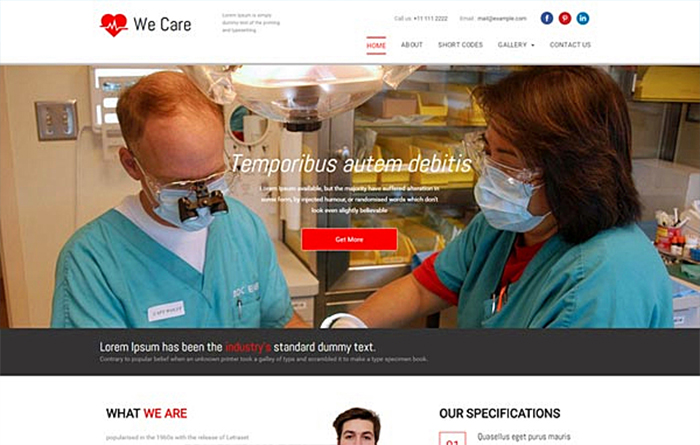 We Care
Lorem Ipsum is simply
dummy text of the printing
and typesetting
Call us: +11 111 2222
Email: mail@example.com
HOME
ABOUT
SHORT CODES
GALLERY
CONTACT US
Temporibus autem debitis
Lorem Ipsum available, but the majority have suffered alteration in
some form, by injected humour, or randomised words which don't
look even slightly believable
Get More
Lorem Ipsum has been the industry's standard dummy text.
Contrary to popular belief when an unknown printer took a galley of type and scrambled it to make a type specimen book.
WHAT WE ARE
popularised in the 1960s with the release of Letraset
OUR SPECIFICATIONS
01
Quasellus eget purus mauris